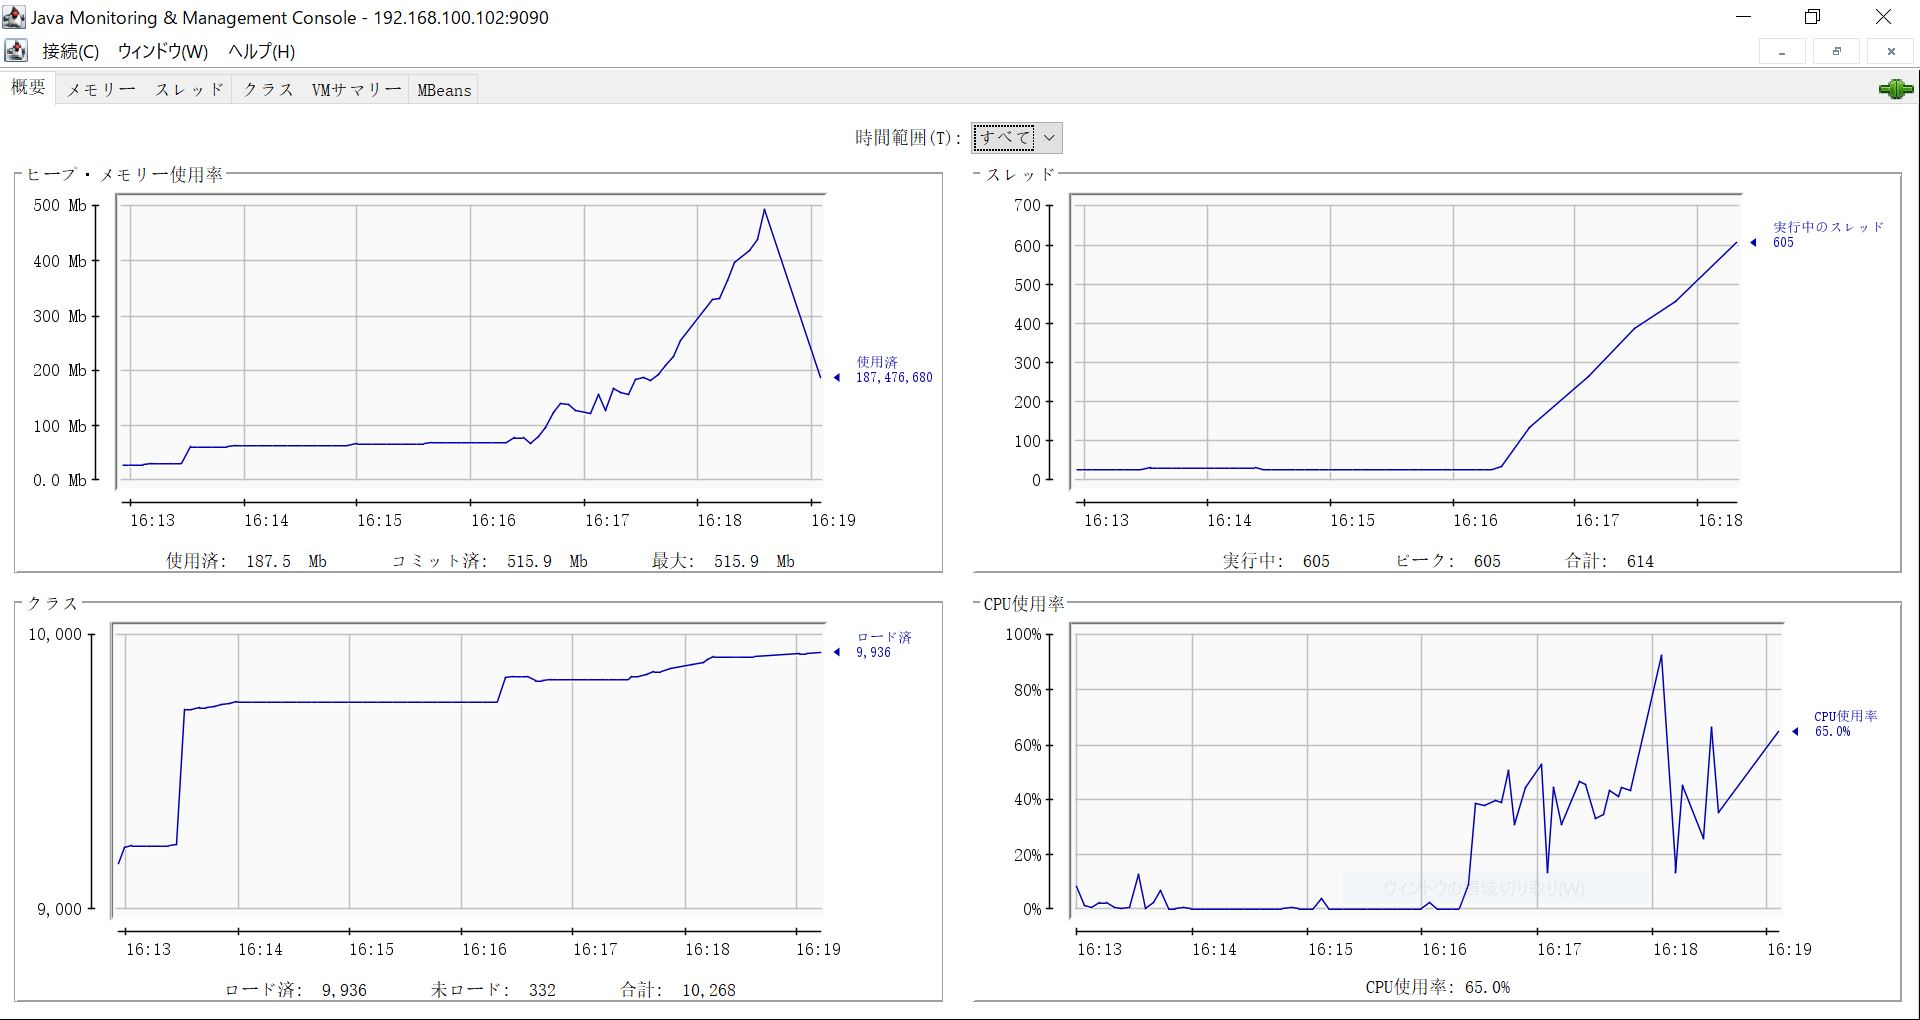 Java Monitoring & Management Console - 192.168.100.102:9090
接続(C) ウィンドウ(W) ヘルプ(H)
概要 メモリー スレッド クラス VMサマリー MBeans
時間範囲(T): すべて
ヒープ・メモリー使用率
500 Mb
400 Mb
300 Mb
200 Mb
100 Mb
0.0 Mb
使用済
187,476,680
16:13 16:14 16:15 16:16 16:17 16:18 16:19
使用済: 187.5 Mb コミット済: 515.9 Mb 最大: 515.9 Mb
スレッド
700
600
500
400
300
200
100
0
実行中のスレッド
605
16:13 16:14 16:15 16:16 16:17 16:18
実行中: 605 ピーク: 605 合計: 614
クラス
10,000
9,000
ロード済
9,936
16:13 16:14 16:15 16:16 16:17 16:18 16:19
ロード済: 9,936 未ロード: 332 合計: 10,268
CPU使用率
100%
80%
60%
40%
20%
0%
CPU使用率
65.0%
ウィンドウの領域切り取り(W)
16:13 16:14 16:15 16:16 16:17 16:18 16:19
CPU使用率: 65.0%